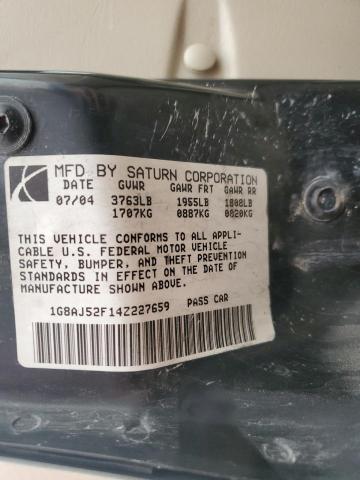 MFD BY SATURN CORPORATION
DATE GVWR GAWR FRT GAWR RR
07/04 3763LB 1955LB 1808LB
1707KG 0887KG 0820KG
THIS VEHICLE CONFORMS TO ALL APPLI-
CABLE U.S. FEDERAL MOTOR VEHICLE
SAFETY, BUMPER, AND THEFT PREVENTION
STANDARDS IN EFFECT ON THE DATE OF
MANUFACTURE SHOWN ABOVE.
1G8AJ52F14Z227659 PASS CAR